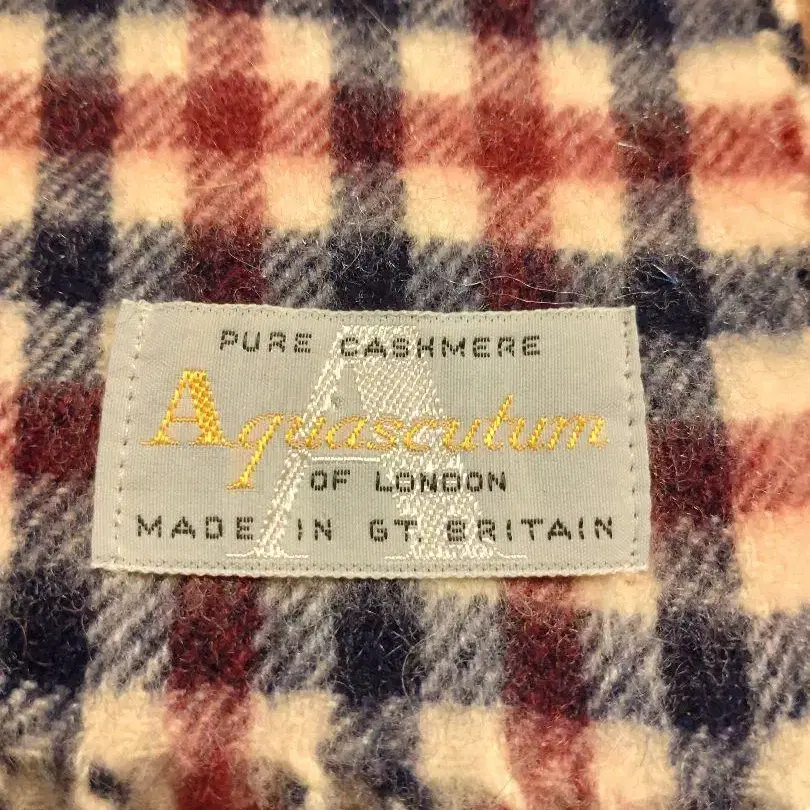 PURE CASHMERE
Aquascutum
OF LONDON
MADE IN GT. BRITAIN